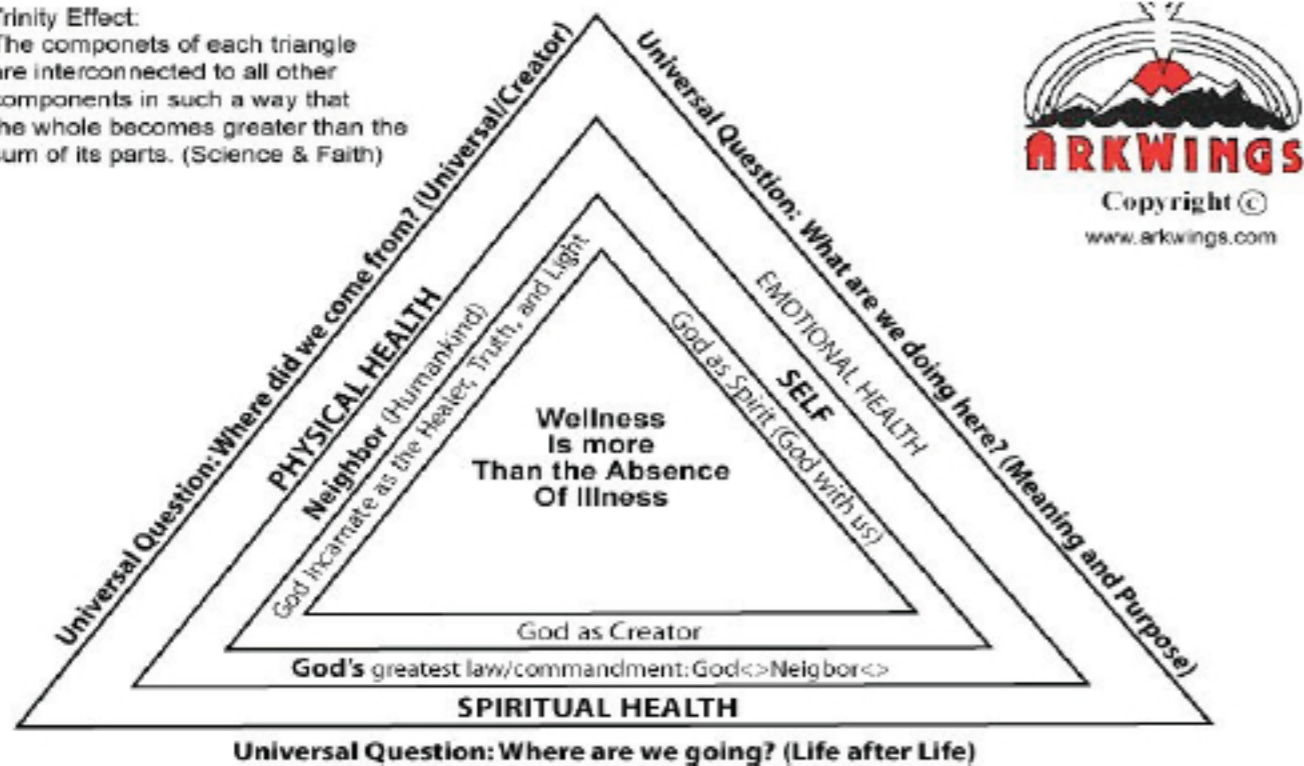 Trinity Effect:
The componets of each triangle
are interconnected to all other
components in such a way that
the whole becomes greater than the
sum of its parts. (Science & Faith)
ARKWINGS
Copyright ©
www.arkwings.com
Universal Question: Where did we come from? (Universal/Creator)
Universal Question: What are we doing here? (Meaning and Purpose)
PHYSICAL HEALTH
EMOTIONAL HEALTH
Neighbor (Humankind)
SELF
God Incarnate as the Healer, Truth, and Light
God as Spirit (God with us)
Wellness
Is more
Than the Absence
Of Illness
God as Creator
God's greatest law/commandment: God<>Neigbor<>
SPIRITUAL HEALTH
Universal Question: Where are we going? (Life after Life)